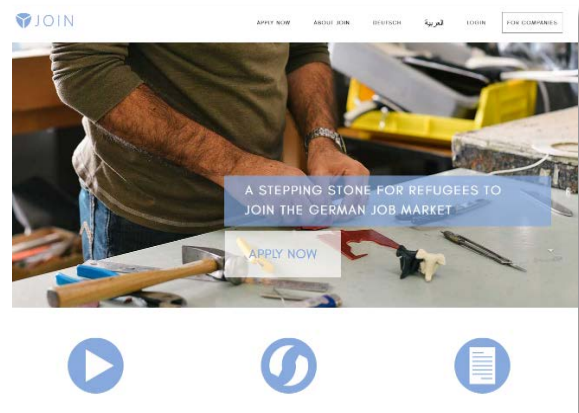 JOIN
APPLY NOW
ABOUT JOIN
DEUTSCH
العربية
LOGIN
FOR COMPANIES
A STEPPING STONE FOR REFUGEES TO
JOIN THE GERMAN JOB MARKET
APPLY NOW